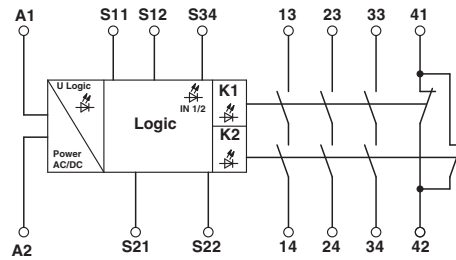 A1 S11 S12 S34 13 23 33 41
U Logic
IN 1/2
K1
Logic
K2
Power
AC/DC
A2 S21 S22 14 24 34 42